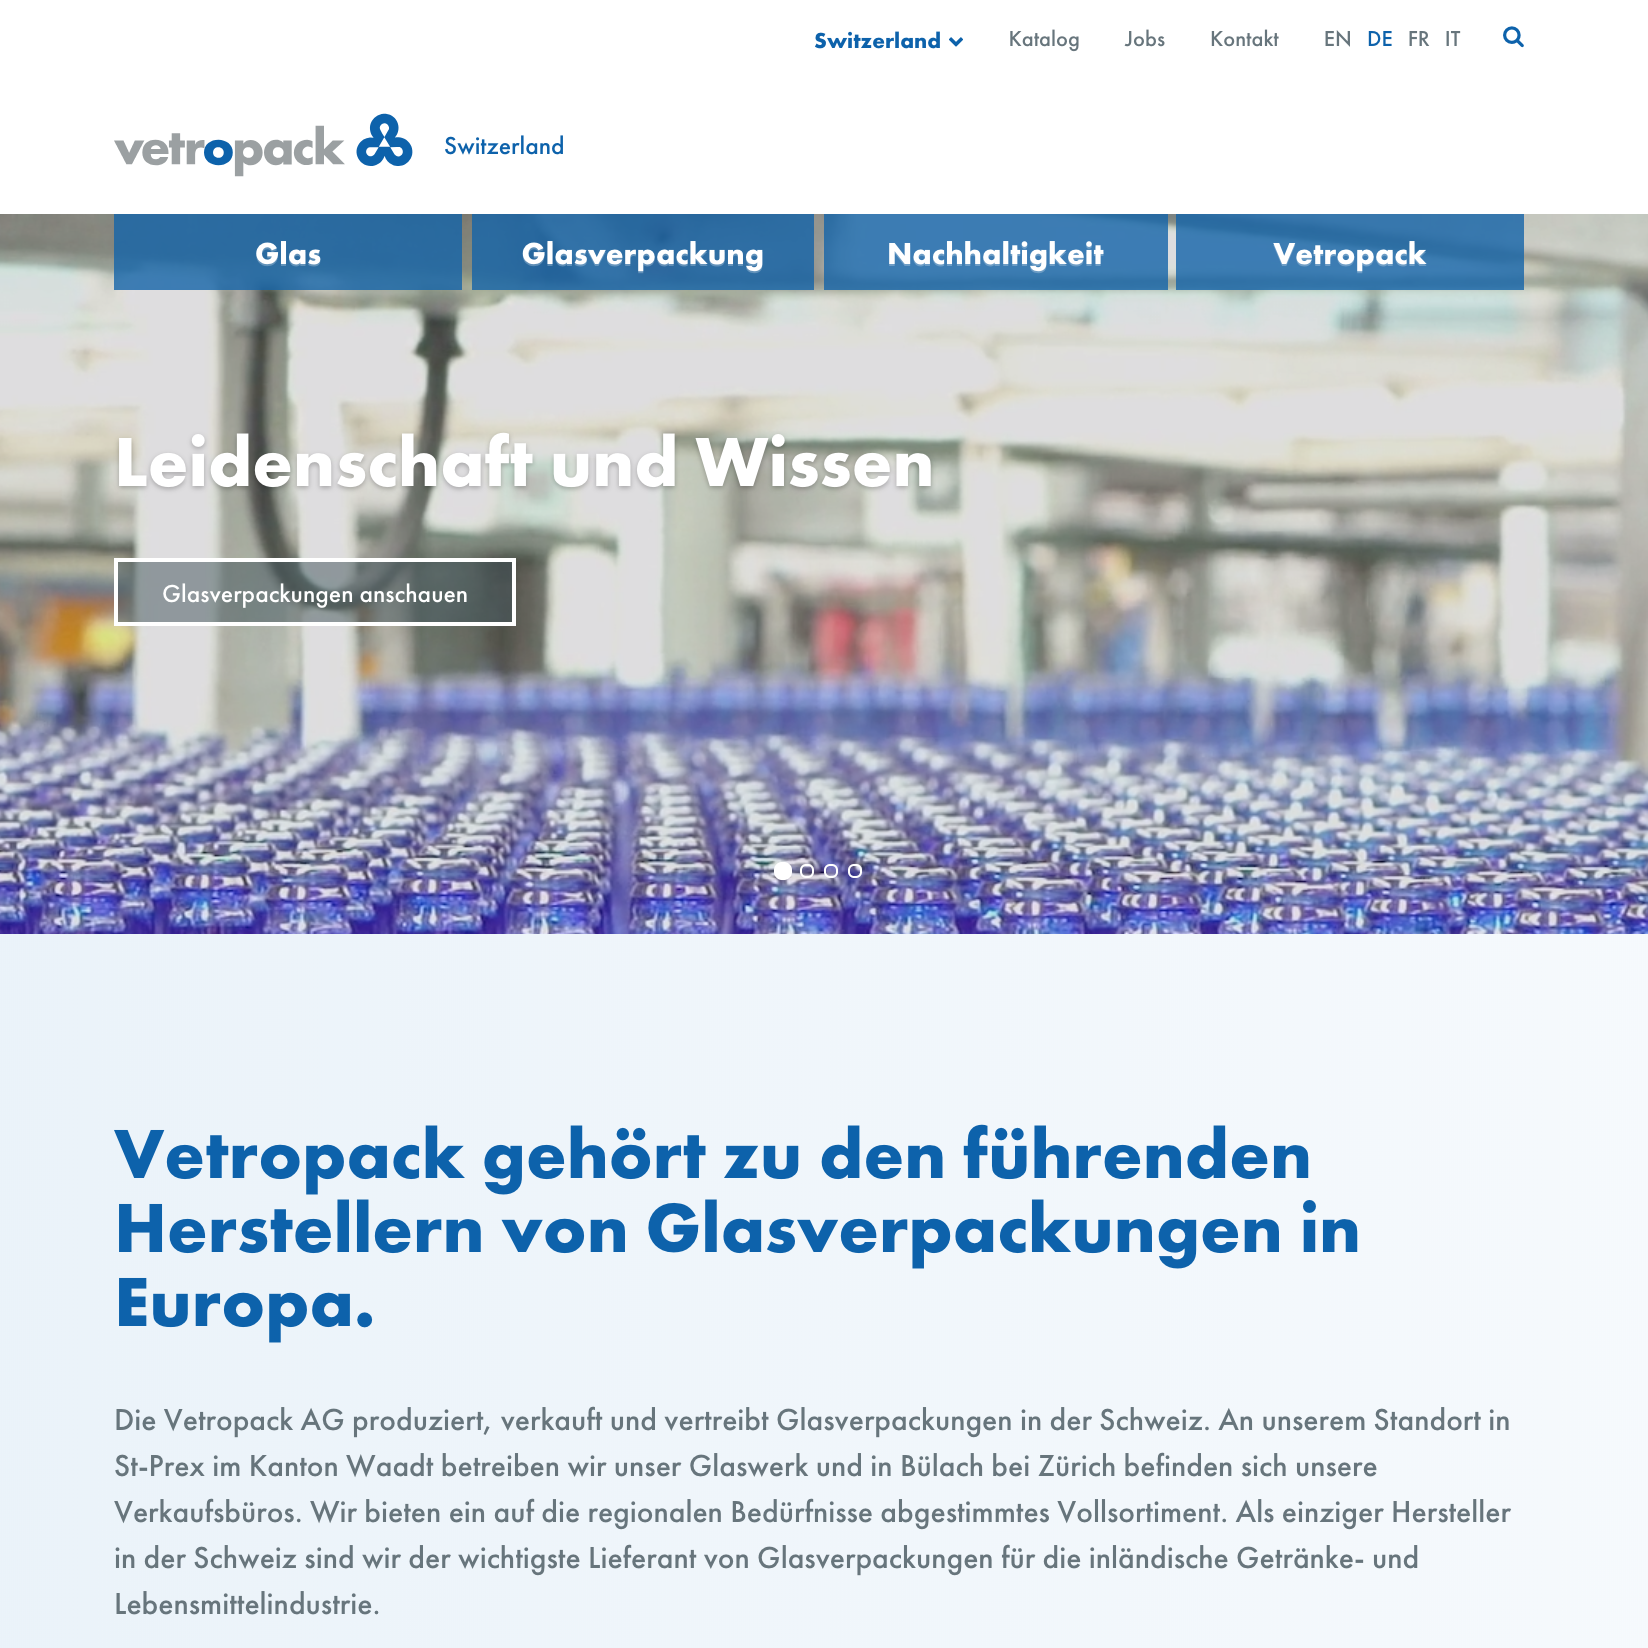 Switzerland Katalog Jobs Kontakt EN DE FR IT
vetropack Switzerland
Glas Glasverpackung Nachhaltigkeit Vetropack
Leidenschaft und Wissen
Glasverpackungen anschauen
Vetropack gehört zu den führenden
Herstellern von Glasverpackungen in
Europa.
Die Vetropack AG produziert, verkauft und vertreibt Glasverpackungen in der Schweiz. An unserem Standort in
St-Prex im Kanton Waadt betreiben wir unser Glaswerk und in Bülach bei Zürich befinden sich unsere
Verkaufsbüros. Wir bieten ein auf die regionalen Bedürfnisse abgestimmtes Vollsortiment. Als einziger Hersteller
in der Schweiz sind wir der wichtigste Lieferant von Glasverpackungen für die inländische Getränke- und
Lebensmittelindustrie.